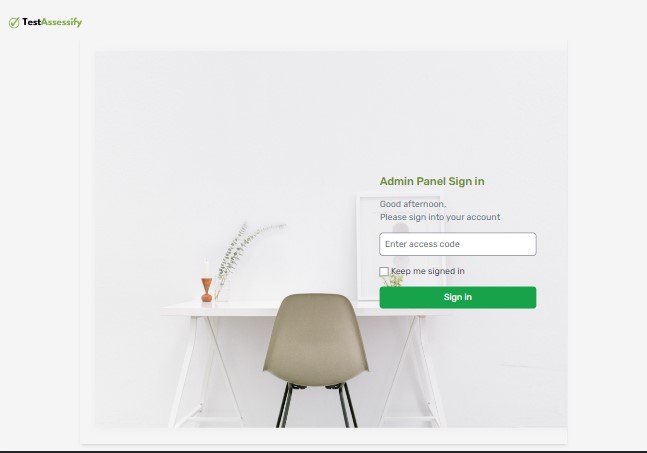 TestAssessify
Admin Panel Sign in
Good afternoon,
Please sign into your account
Enter access code
Keep me signed in
Sign in